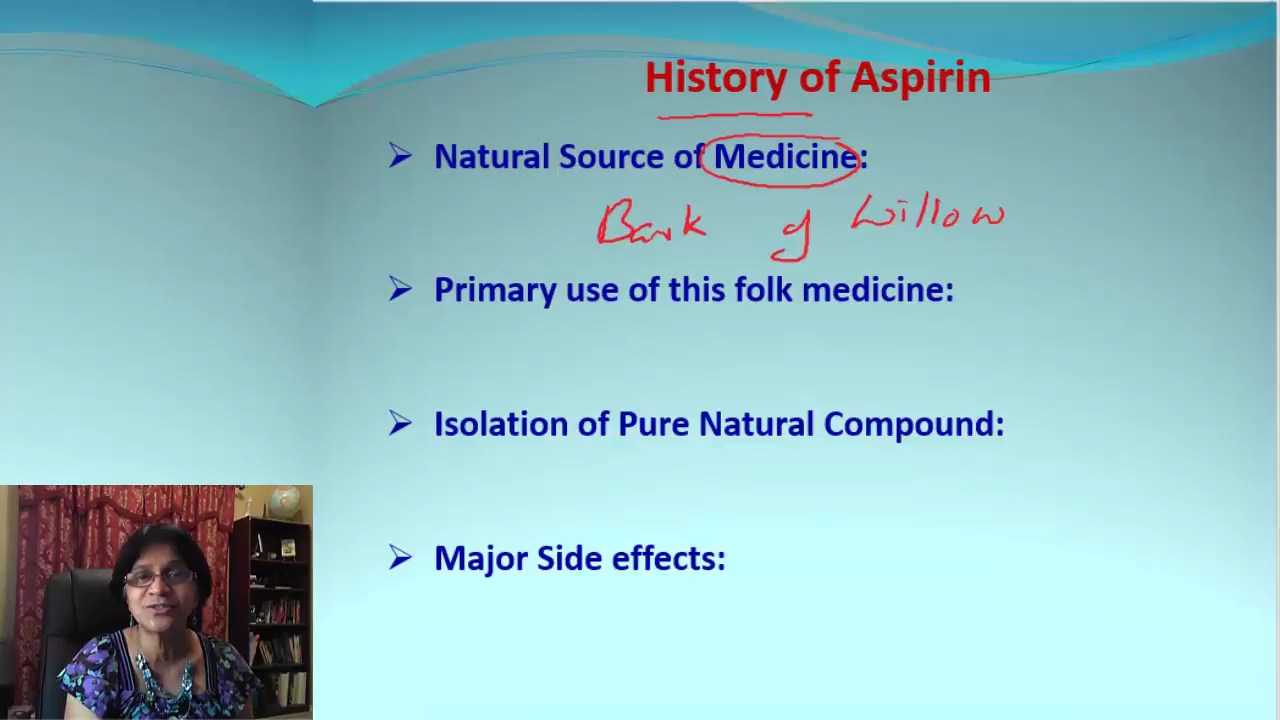 History of Aspirin
➢ Natural Source of Medicine:
Bark of Willow
➢ Primary use of this folk medicine:
➢ Isolation of Pure Natural Compound:
➢ Major Side effects: